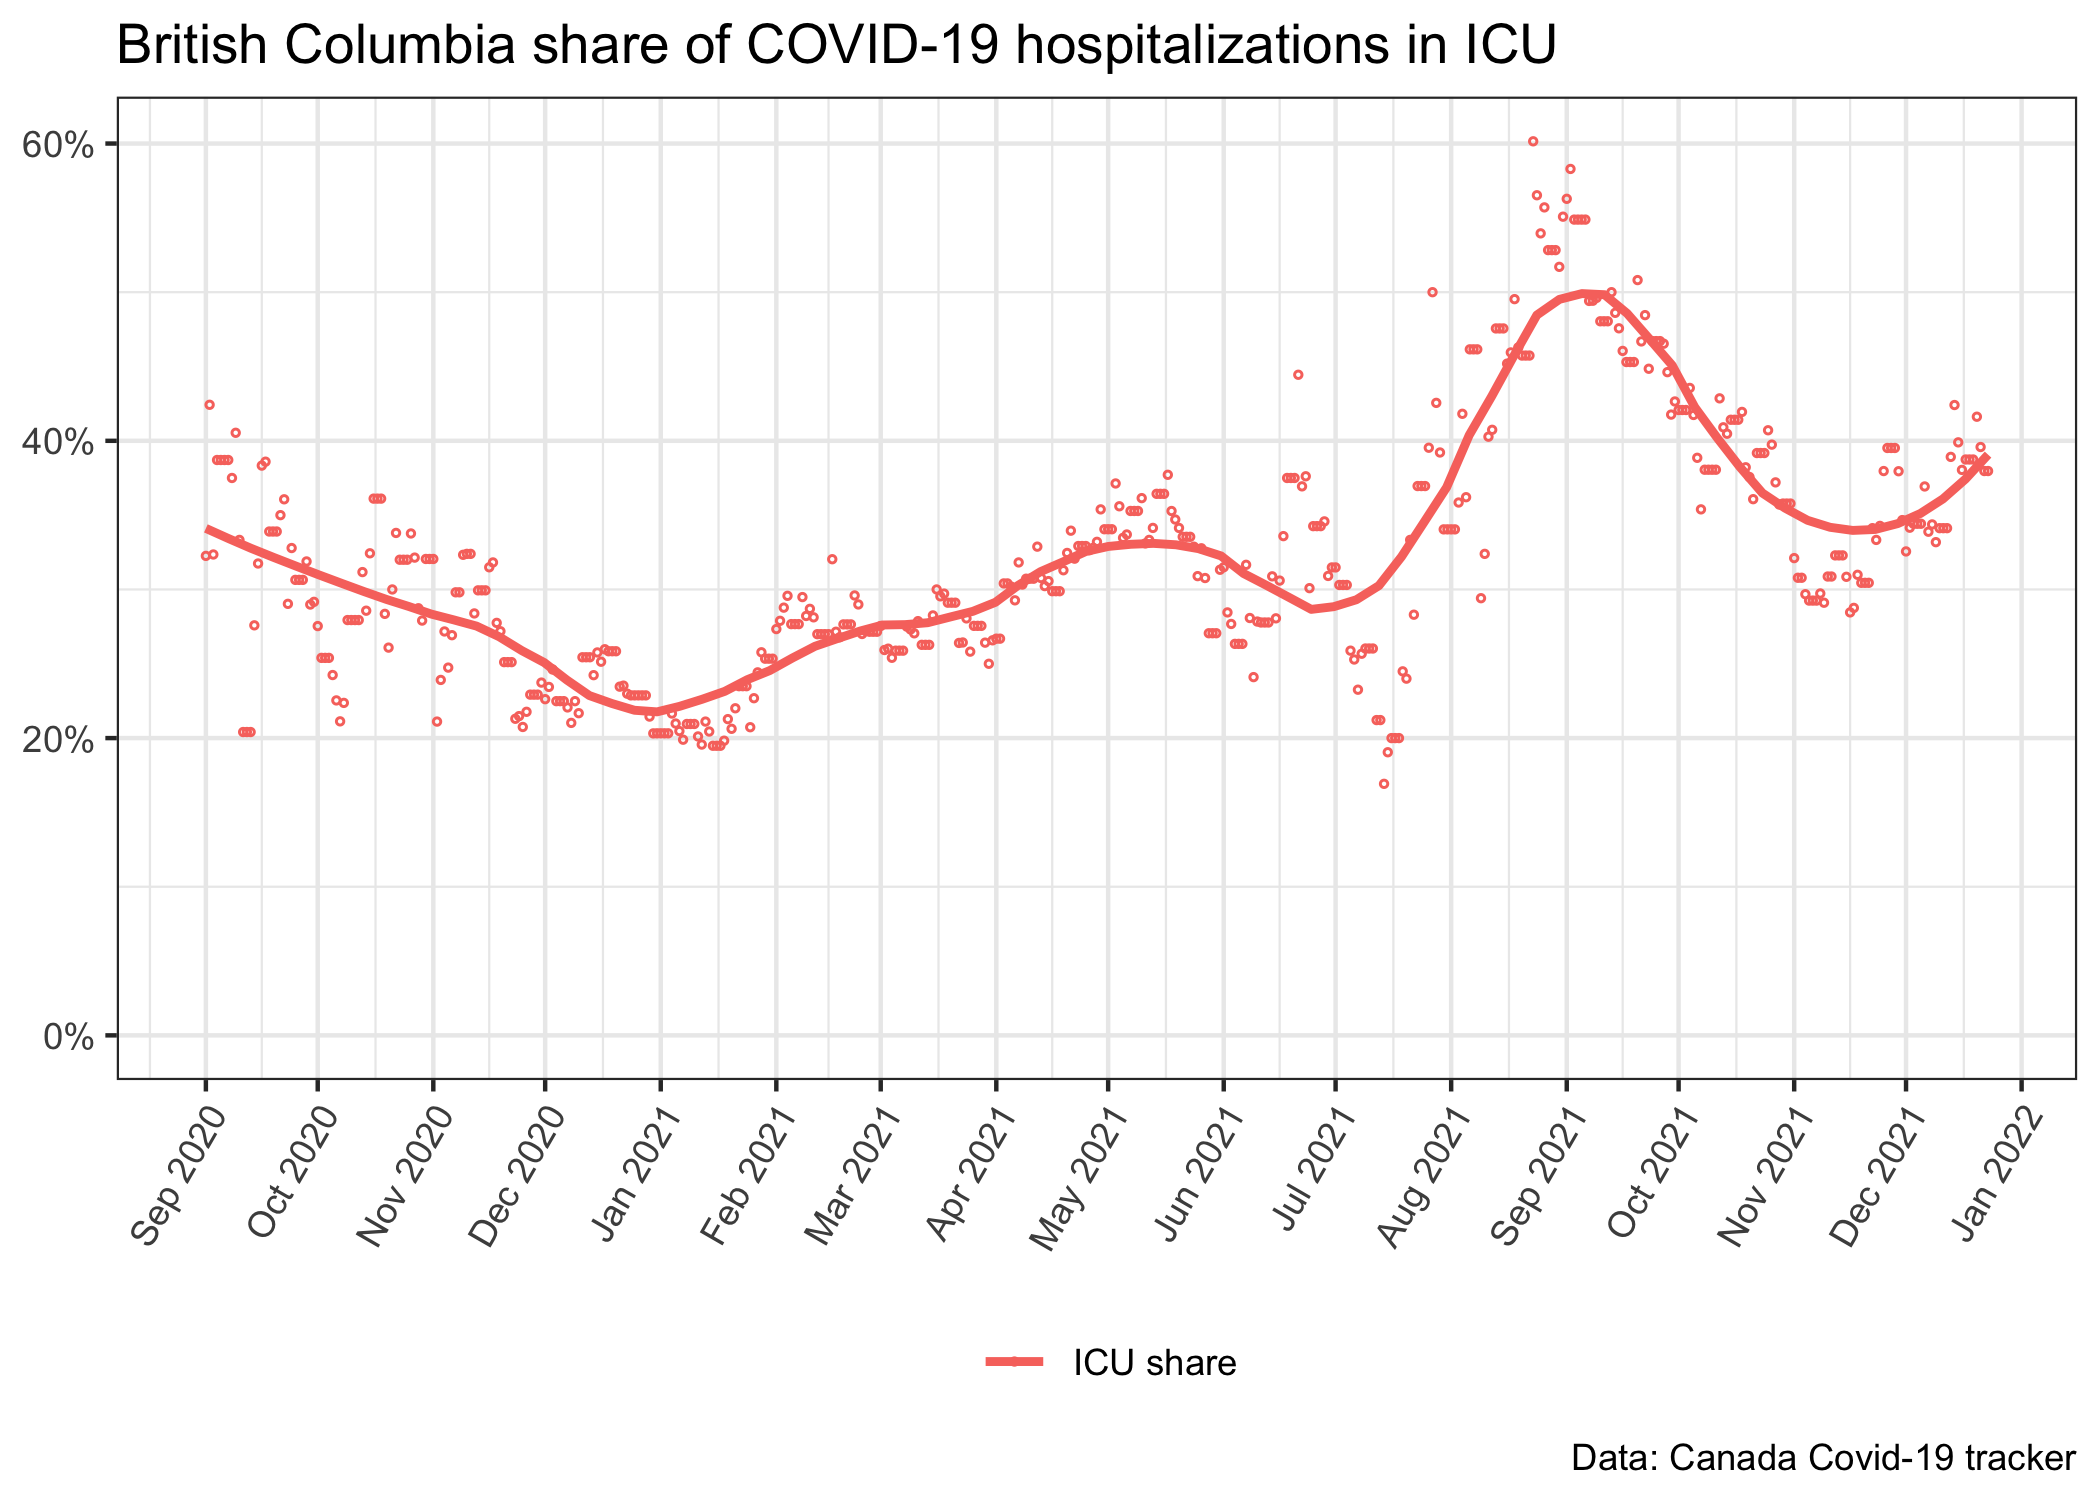 British Columbia share of COVID-19 hospitalizations in ICU
60%
40%
20%
0%
Sep 2020
Oct 2020
Nov 2020
Dec 2020
Jan 2021
Feb 2021
Mar 2021
Apr 2021
May 2021
Jun 2021
Jul 2021
Aug 2021
Sep 2021
Oct 2021
Nov 2021
Dec 2021
Jan 2022
ICU share
Data: Canada Covid-19 tracker